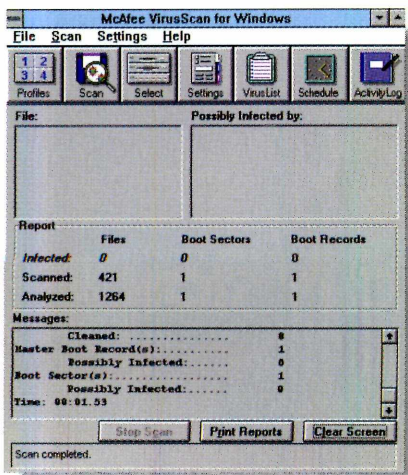 McAfee VirusScan for Windows
File Scan Settings Help
1 2
3 4
Profiles Scan Select Settings VirusList Schedule ActivityLog
File: Possibly Infected by:
Report
Files Boot Sectors Boot Records
Infected: 0 0 0
Scanned: 421 1 1
Analyzed: 1264 1 1
Messages:
Cleaned: ............... 0
Master Boot Record(s):......... 1
Possibly Infected:..... 0
Boot Sector(s):................ 1
Possibly Infected:..... 0
Time: 00:01.53
Stop Scan Print Reports Clear Screen
Scan completed.